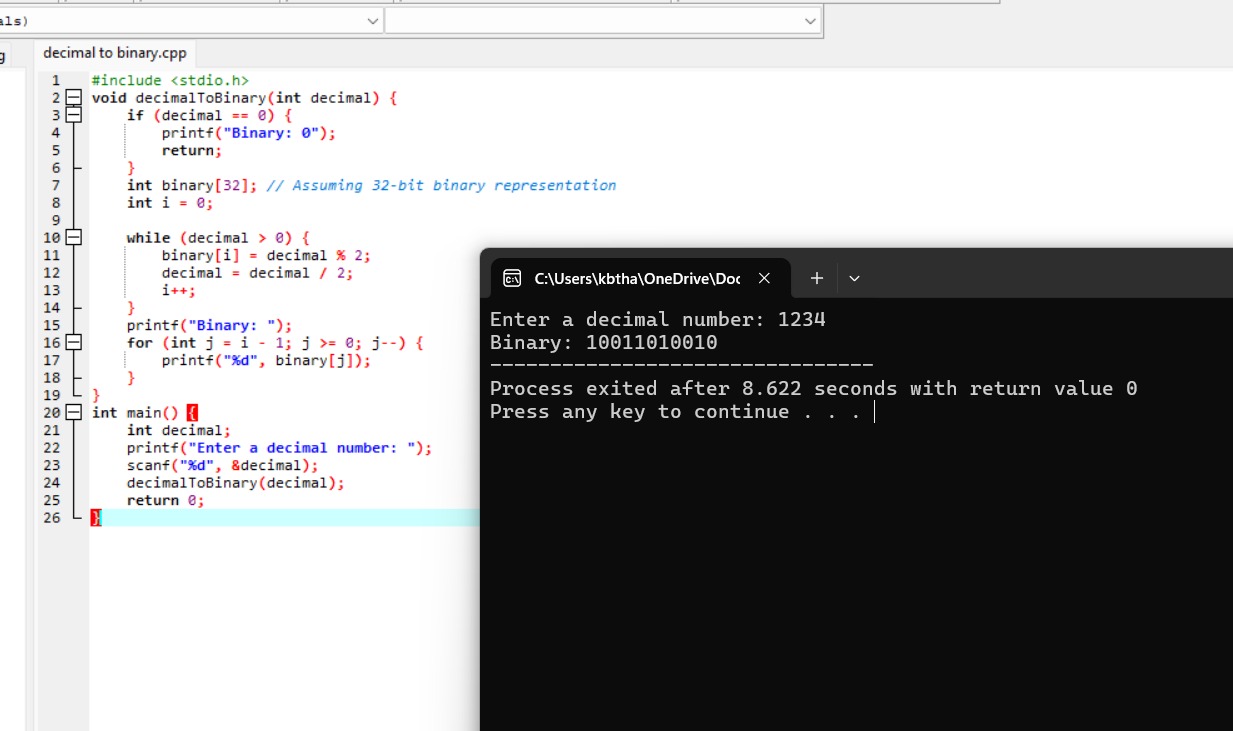 als)
g
decimal to binary.cpp
1 #include <stdio.h>
2 void decimalToBinary(int decimal) {
3 if (decimal == 0) {
4 printf("Binary: 0");
5 return;
6 }
7 int binary[32]; // Assuming 32-bit binary representation
8 int i = 0;
9
10 while (decimal > 0) {
11 binary[i] = decimal % 2;
12 decimal = decimal / 2;
13 i++;
14 }
15 printf("Binary: ");
16 for (int j = i - 1; j >= 0; j--) {
17 printf("%d", binary[j]);
18 }
19 }
20 int main() {
21 int decimal;
22 printf("Enter a decimal number: ");
23 scanf("%d", &decimal);
24 decimalToBinary(decimal);
25 return 0;
26 }
C:\Users\kbtha\OneDrive\Doc
Enter a decimal number: 1234
Binary: 10011010010
--------------------------------
Process exited after 8.622 seconds with return value 0
Press any key to continue . . .